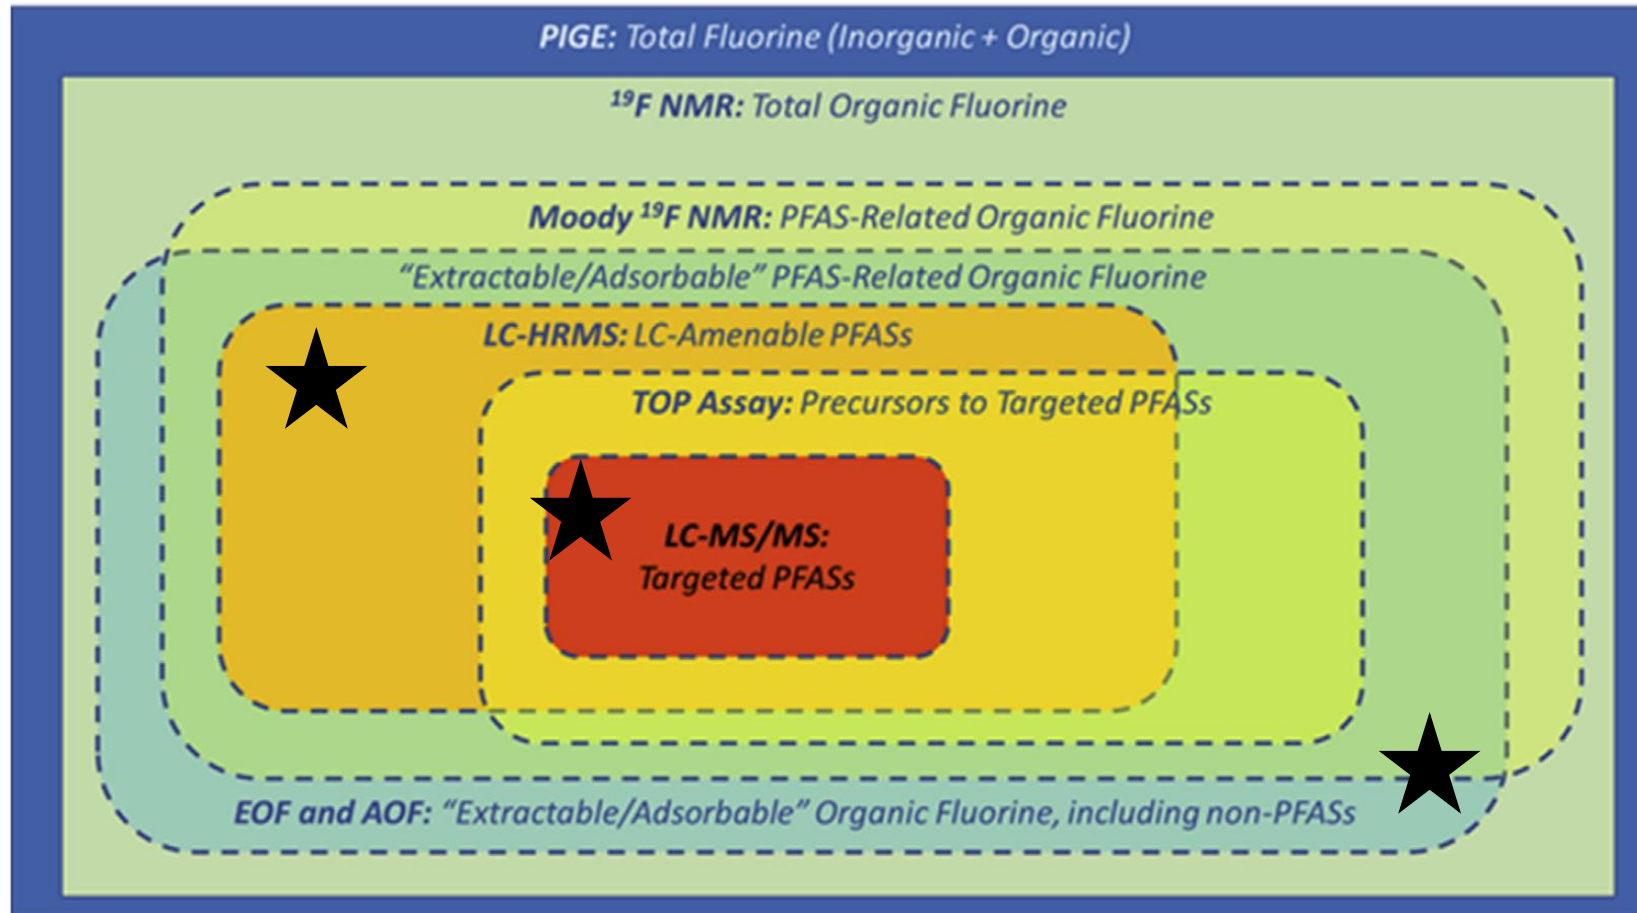 PIGE: Total Fluorine (Inorganic + Organic)
¹⁹F NMR: Total Organic Fluorine
Moody ¹⁹F NMR: PFAS-Related Organic Fluorine
“Extractable/Adsorbable” PFAS-Related Organic Fluorine
LC-HRMS: LC-Amenable PFASs
TOP Assay: Precursors to Targeted PFASs
LC-MS/MS:
Targeted PFASs
EOF and AOF: “Extractable/Adsorbable” Organic Fluorine, including non-PFASs